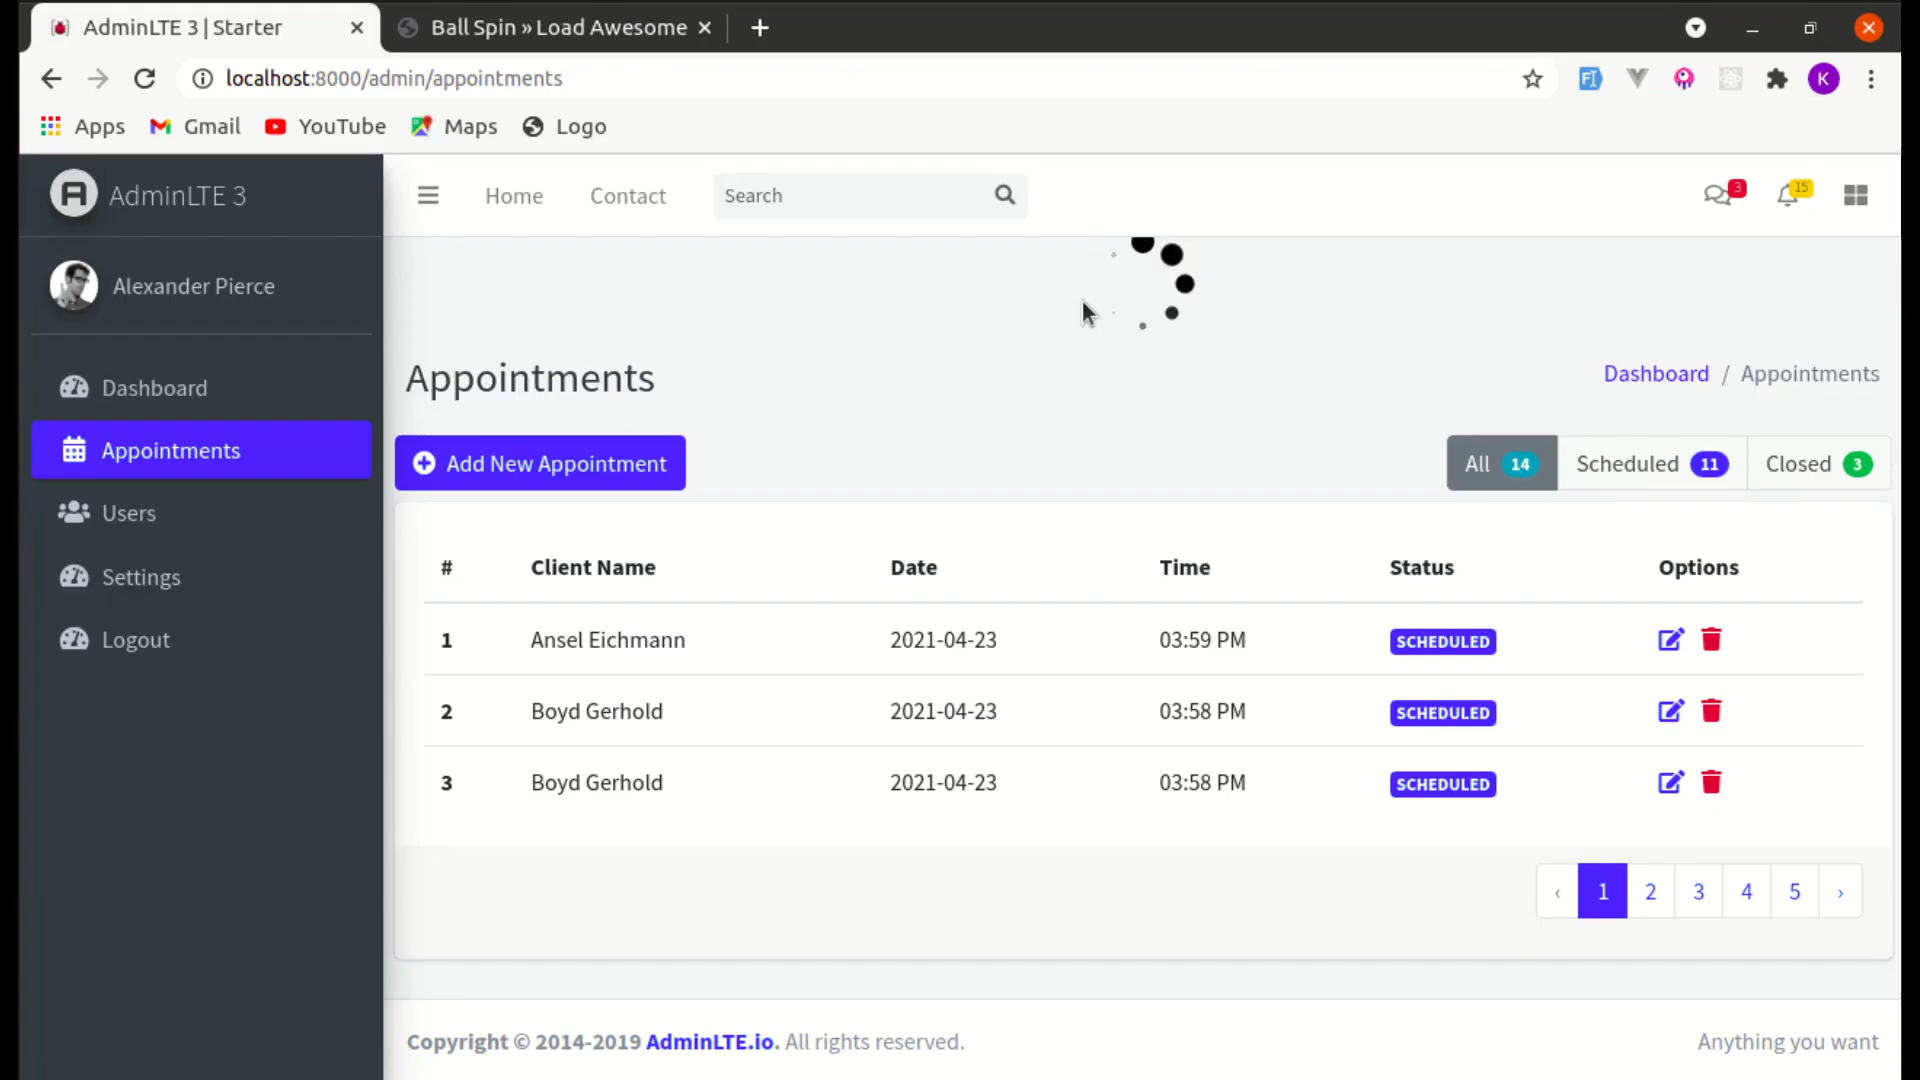 AdminLTE 3 | Starter
Ball Spin » Load Awesome
localhost:8000/admin/appointments
K
Apps
Gmail
YouTube
Maps
Logo
AdminLTE 3
Home
Contact
Search
3
15
Alexander Pierce
Dashboard
Appointments
Users
Settings
Logout
Appointments
Dashboard / Appointments
Add New Appointment
All 14
Scheduled 11
Closed 3
# Client Name Date Time Status Options
1 Ansel Eichmann 2021-04-23 03:59 PM SCHEDULED
2 Boyd Gerhold 2021-04-23 03:58 PM SCHEDULED
3 Boyd Gerhold 2021-04-23 03:58 PM SCHEDULED
‹ 1 2 3 4 5 ›
Copyright © 2014-2019 AdminLTE.io. All rights reserved.
Anything you want